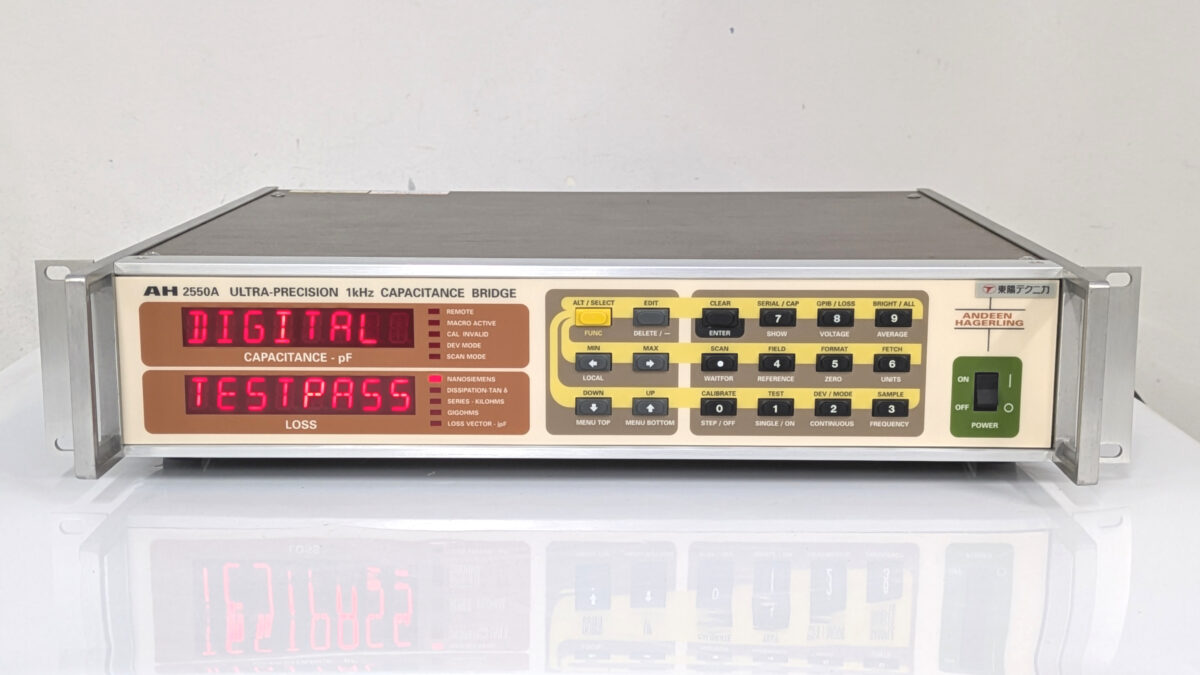 AH 2550A ULTRA-PRECISION 1kHz CAPACITANCE BRIDGE
DIGITAL
CAPACITANCE - pF
REMOTE
MACRO ACTIVE
CAL INVALID
DEV MODE
SCAN MODE
TESTPASS
LOSS
NANOSIEMENS
DISSIPATION-TAN δ
SERIES - KILOHMS
GIGOHMS
LOSS VECTOR - jpF
ALT / SELECT
FUNC
EDIT
DELETE / —
MIN
LOCAL
MAX
DOWN
MENU TOP
UP
MENU BOTTOM
CLEAR
ENTER
SERIAL / CAP
7
SHOW
GPIB / LOSS
8
VOLTAGE
BRIGHT / ALL
9
AVERAGE
SCAN
WAITFOR
FIELD
4
REFERENCE
FORMAT
5
ZERO
FETCH
6
UNITS
CALIBRATE
0
STEP / OFF
TEST
1
SINGLE / ON
DEV / MODE
2
CONTINUOUS
SAMPLE
3
FREQUENCY
東陽テクニカ
ANDEEN
HAGERLING
ON
OFF
POWER